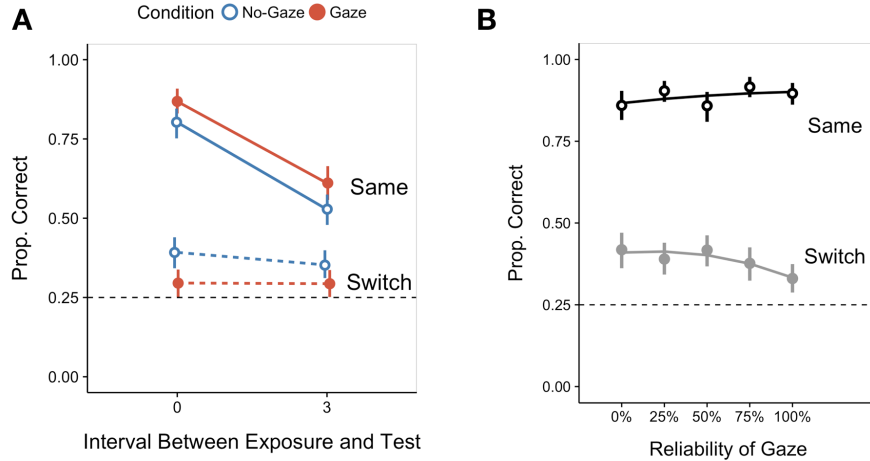 A
Condition No-Gaze Gaze
Prop. Correct
1.00
0.75
0.50
0.25
0.00
Same
Switch
0 3
Interval Between Exposure and Test
B
Prop. Correct
1.00
0.75
0.50
0.25
0.00
Same
Switch
0% 25% 50% 75% 100%
Reliability of Gaze